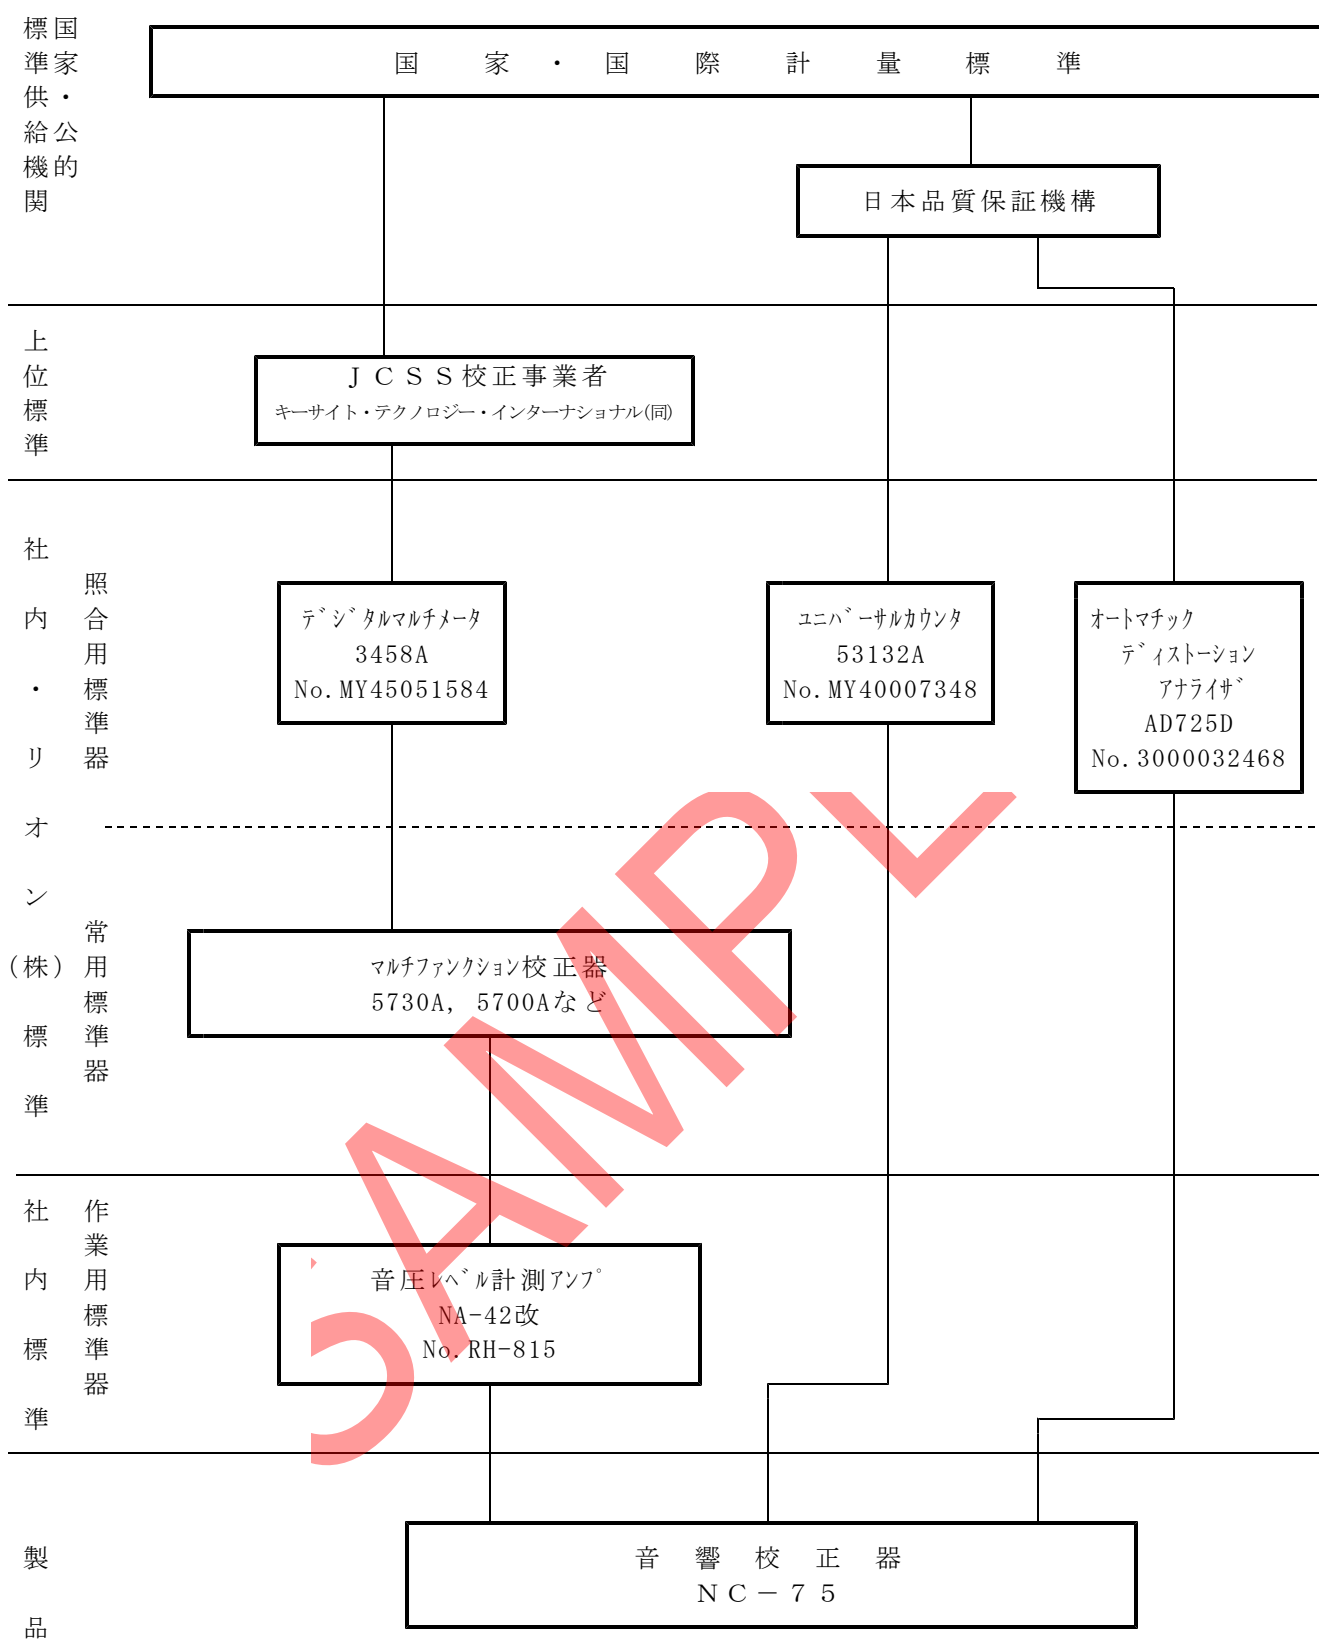 国家・公的
標準供給機関
国家・国際計量標準
日本品質保証機構
上位標準
ＪＣＳＳ校正事業者
キーサイト・テクノロジー・インターナショナル(同)
社内・リオン(株)標準
照合用標準器
ﾃﾞｼﾞﾀﾙﾏﾙﾁﾒｰﾀ
3458A
No.MY45051584
ﾕﾆﾊﾞｰｻﾙｶｳﾝﾀ
53132A
No.MY40007348
ｵｰﾄﾏﾁｯｸ
ﾃﾞｨｽﾄｰｼｮﾝ
ｱﾅﾗｲｻﾞ
AD725D
No.3000032468
常用標準器
ﾏﾙﾁﾌｧﾝｸｼｮﾝ校正器
5730A, 5700Aなど
社内標準
作業用標準器
音圧ﾚﾍﾞﾙ計測ｱﾝﾌﾟ
NA-42改
No.RH-815
製品
音響校正器
ＮＣ－７５
SAMPLE